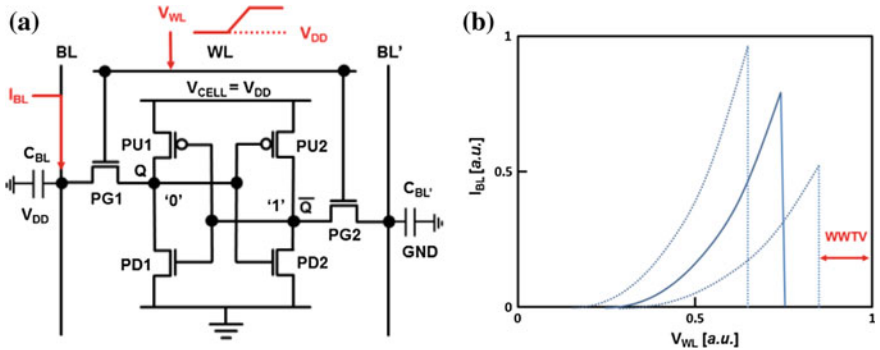 (a)
V_WL
V_DD
BL
WL
BL'
I_BL
V_CELL = V_DD
PU1
PU2
C_BL
Q
Q̅
C_BL'
PG1
'0'
'1'
PG2
V_DD
GND
PD1
PD2
(b)
1
I_BL [a.u.]
0.5
WWTV
0
0
0.5
1
V_WL [a.u.]